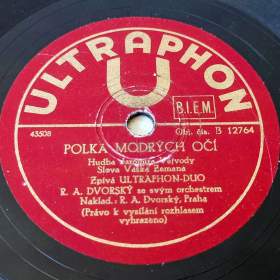 ULTRAPHON
U
B.I.E.M.
43508
Obj. čís. B 12764
POLKA MODRÝCH OČÍ
Hudba Jaromíra Vejvody
Slova Vaška Zemana
Zpívá ULTRAPHON-DUO
R. A. DVORSKÝ se svým orchestrem
Naklad.: R. A. Dvorský, Praha
(Právo k vysílání rozhlasem
vyhrazeno)